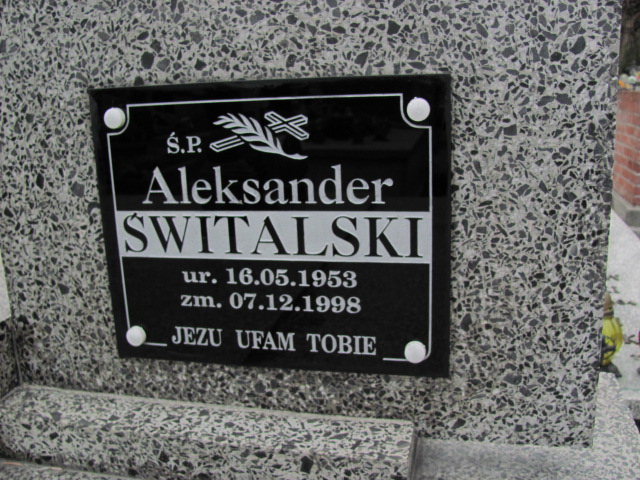 Ś.P.
Aleksander
ŚWITALSKI
ur. 16.05.1953
zm. 07.12.1998
JEZU UFAM TOBIE